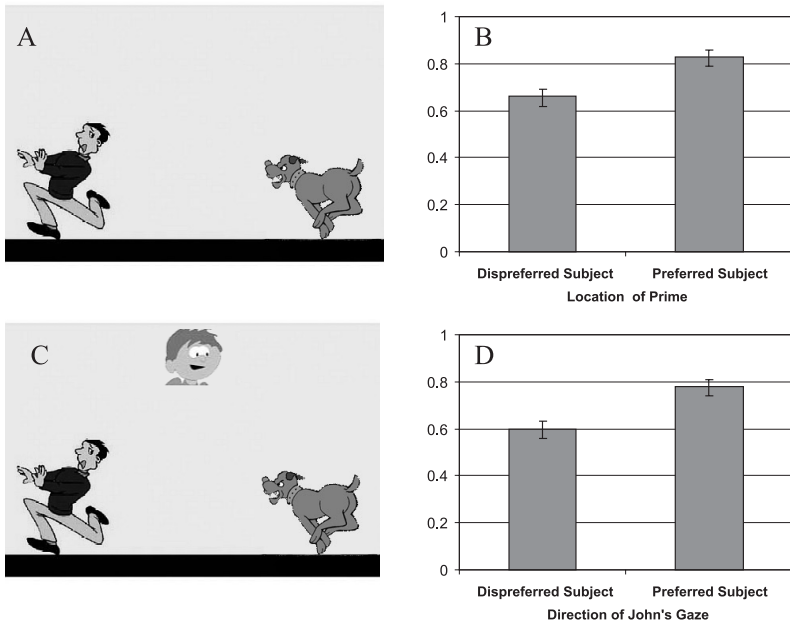 A
B
1
0.8
0.6
0.4
0.2
0
Dispreferred Subject Preferred Subject
Location of Prime
C
D
1
0.8
0.6
0.4
0.2
0
Dispreferred Subject Preferred Subject
Direction of John's Gaze